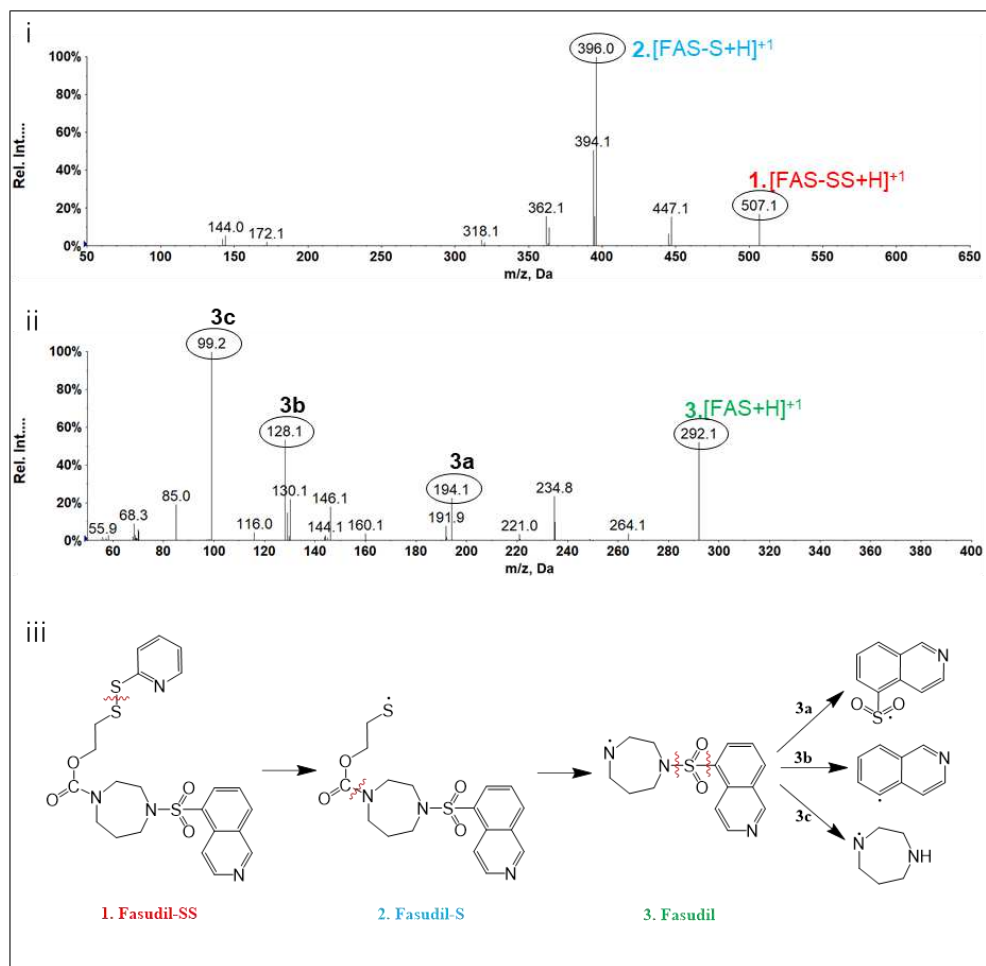 i
Rel. Int....
100%
80%
60%
40%
20%
0%
396.0
2.[FAS-S+H]+1
394.1
1.[FAS-SS+H]+1
507.1
447.1
362.1
318.1
144.0
172.1
50 100 150 200 250 300 350 400 450 500 550 600 650
m/z, Da
ii
Rel. Int....
100%
80%
60%
40%
20%
0%
3c
99.2
3b
128.1
3.[FAS+H]+1
292.1
3a
194.1
130.1
146.1
234.8
85.0
68.3
55.9
116.0
144.1
160.1
191.9
221.0
264.1
60 80 100 120 140 160 180 200 220 240 260 280 300 320 340 360 380 400
m/z, Da
iii
S
N
S
O
O
N
N
S
O
O
N
1. Fasudil-SS
S
O
O
N
N
S
O
O
N
2. Fasudil-S
N
N
S
O
O
N
3. Fasudil
3a
N
O
S
O
3b
N
3c
N
NH